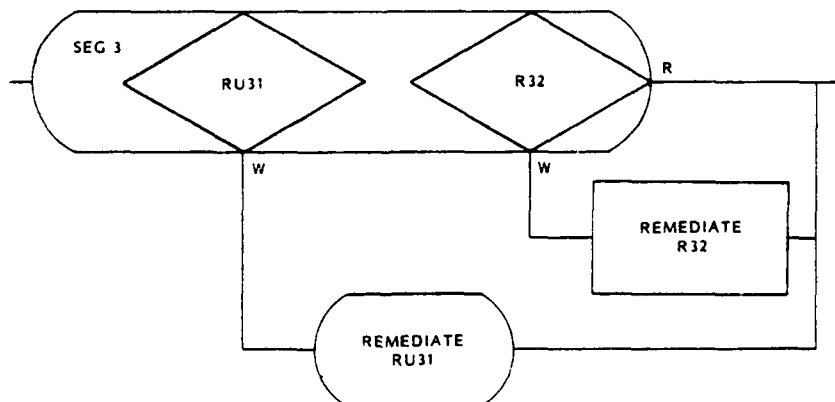 SEG 3
RU31
R32
R
W
W
REMEDIATE
R32
REMEDIATE
RU31